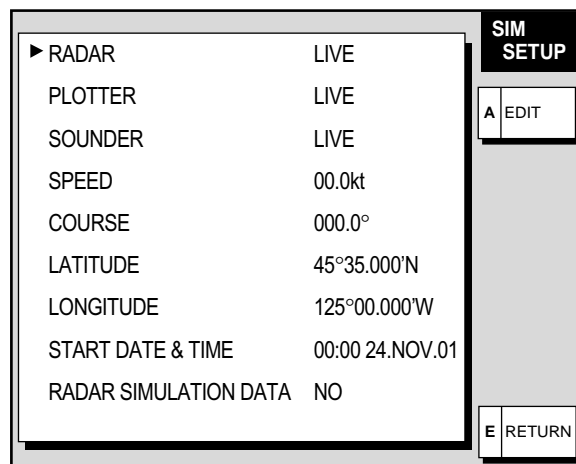 SIM
SETUP
RADAR LIVE
PLOTTER LIVE
SOUNDER LIVE
SPEED 00.0kt
COURSE 000.0°
LATITUDE 45°35.000’N
LONGITUDE 125°00.000’W
START DATE & TIME 00:00 24.NOV.01
RADAR SIMULATION DATA NO
A EDIT
E RETURN